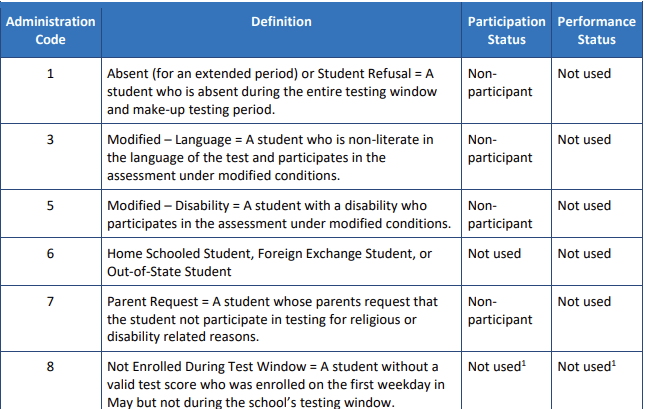 Administration Code Definition Participation Status Performance Status
1 Absent (for an extended period) or Student Refusal = A Non- Not used
student who is absent during the entire testing window participant
and make-up testing period.
3 Modified – Language = A student who is non-literate in Non- Not used
the language of the test and participates in the participant
assessment under modified conditions.
5 Modified – Disability = A student with a disability who Non- Not used
participates in the assessment under modified conditions. participant
6 Home Schooled Student, Foreign Exchange Student, or Not used Not used
Out-of-State Student
7 Parent Request = A student whose parents request that Non- Not used
the student not participate in testing for religious or participant
disability related reasons.
8 Not Enrolled During Test Window = A student without a Not used¹ Not used¹
valid test score who was enrolled on the first weekday in
May but not during the school's testing window.